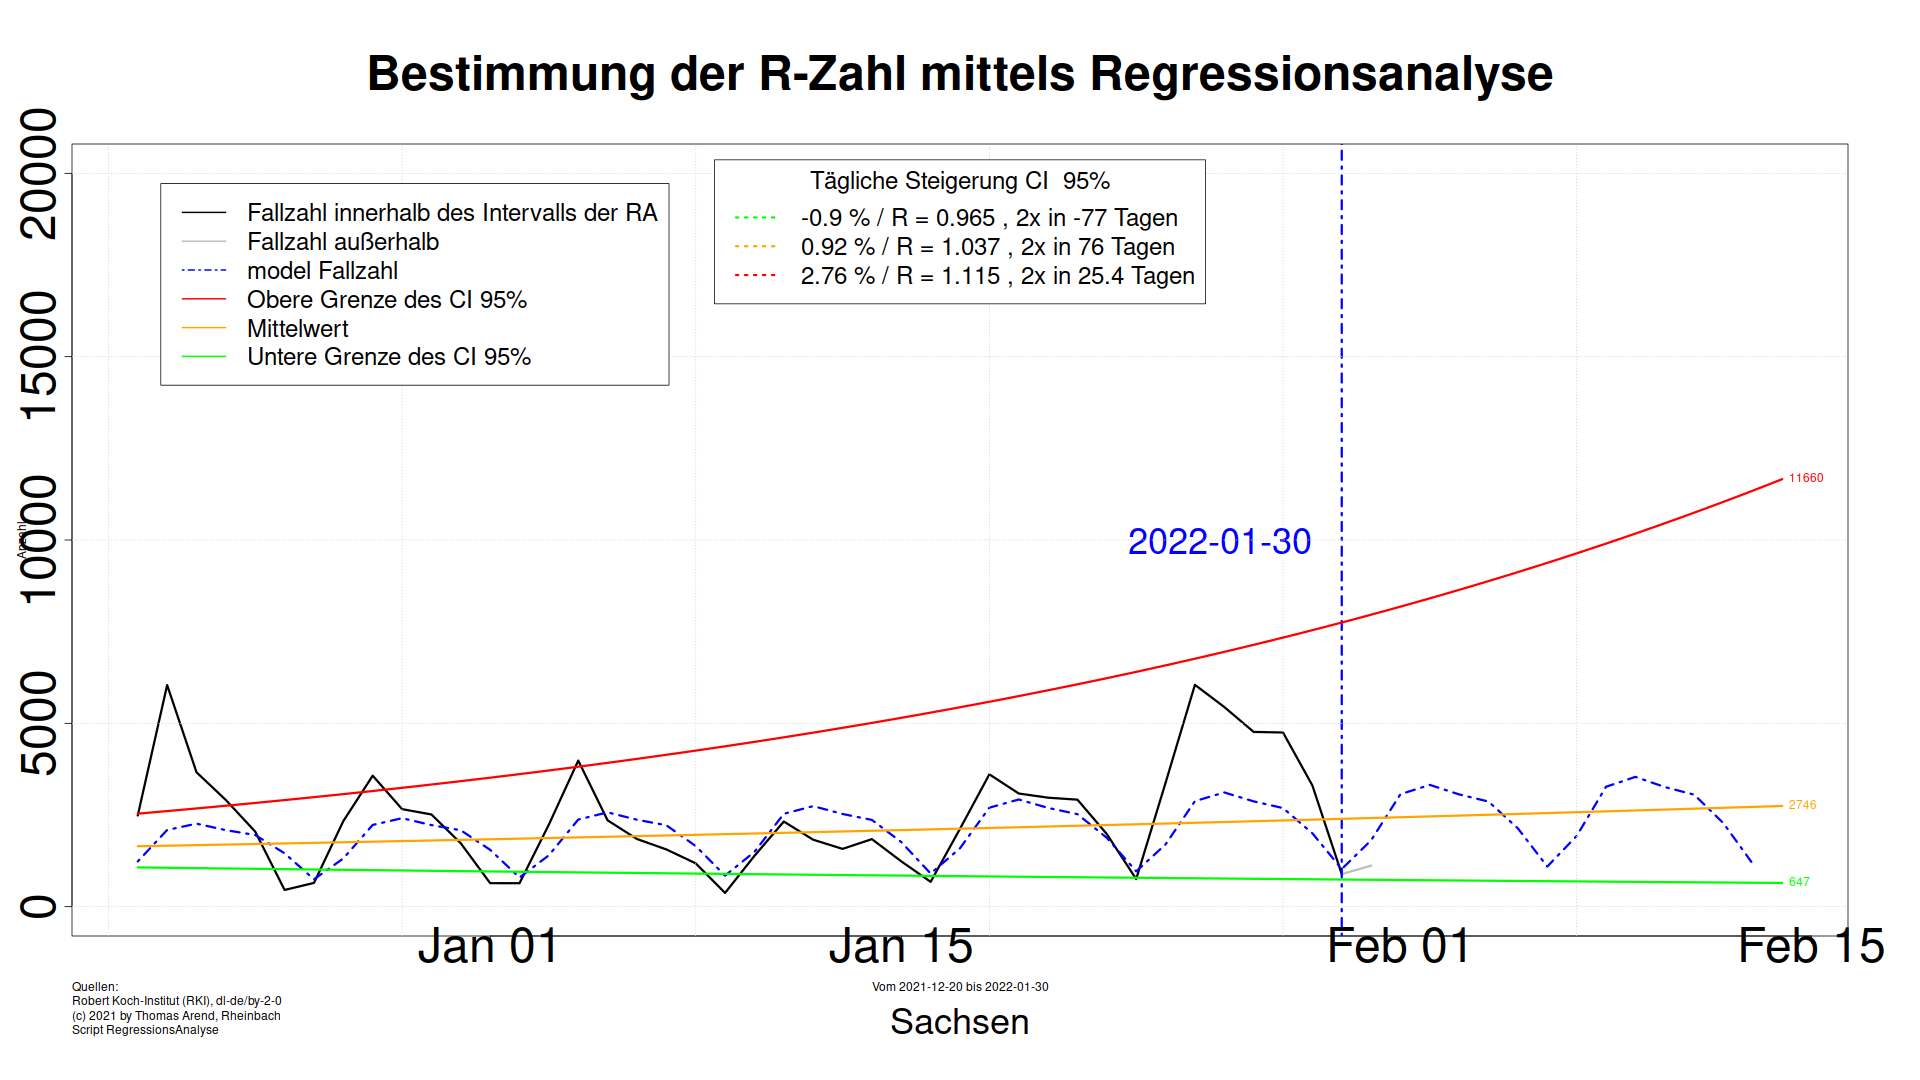 Bestimmung der R-Zahl mittels Regressionsanalyse
20000
15000
10000
5000
0
Anzahl
Fallzahl innerhalb des Intervalls der RA
Fallzahl außerhalb
model Fallzahl
Obere Grenze des CI 95%
Mittelwert
Untere Grenze des CI 95%
Tägliche Steigerung CI  95%
-0.9 % / R = 0.965 , 2x in -77 Tagen
0.92 % / R = 1.037 , 2x in 76 Tagen
2.76 % / R = 1.115 , 2x in 25.4 Tagen
2022-01-30
11660
2746
647
Jan 01
Jan 15
Feb 01
Feb 15
Quellen:
Robert Koch-Institut (RKI), dl-de/by-2-0
(c) 2021 by Thomas Arend, Rheinbach
Script RegressionsAnalyse
Vom 2021-12-20 bis 2022-01-30
Sachsen